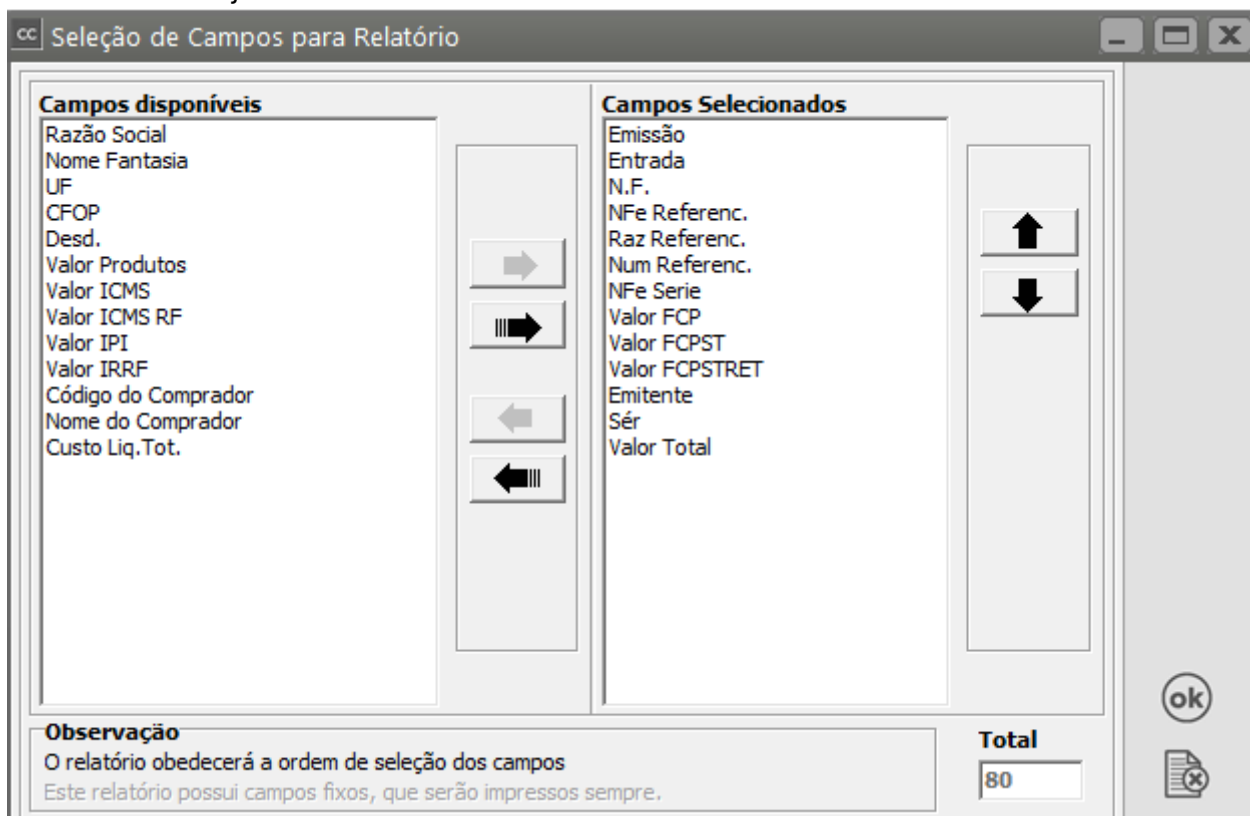 cc Seleção de Campos para Relatório
Campos disponíveis
Razão Social
Nome Fantasia
UF
CFOP
Desd.
Valor Produtos
Valor ICMS
Valor ICMS RF
Valor IPI
Valor IRRF
Código do Comprador
Nome do Comprador
Custo Liq.Tot.
Campos Selecionados
Emissão
Entrada
N.F.
NFe Referenc.
Raz Referenc.
Num Referenc.
NFe Serie
Valor FCP
Valor FCPST
Valor FCPSTRET
Emitente
Sér
Valor Total
ok
Observação
O relatório obedecerá a ordem de seleção dos campos
Este relatório possui campos fixos, que serão impressos sempre.
Total
80